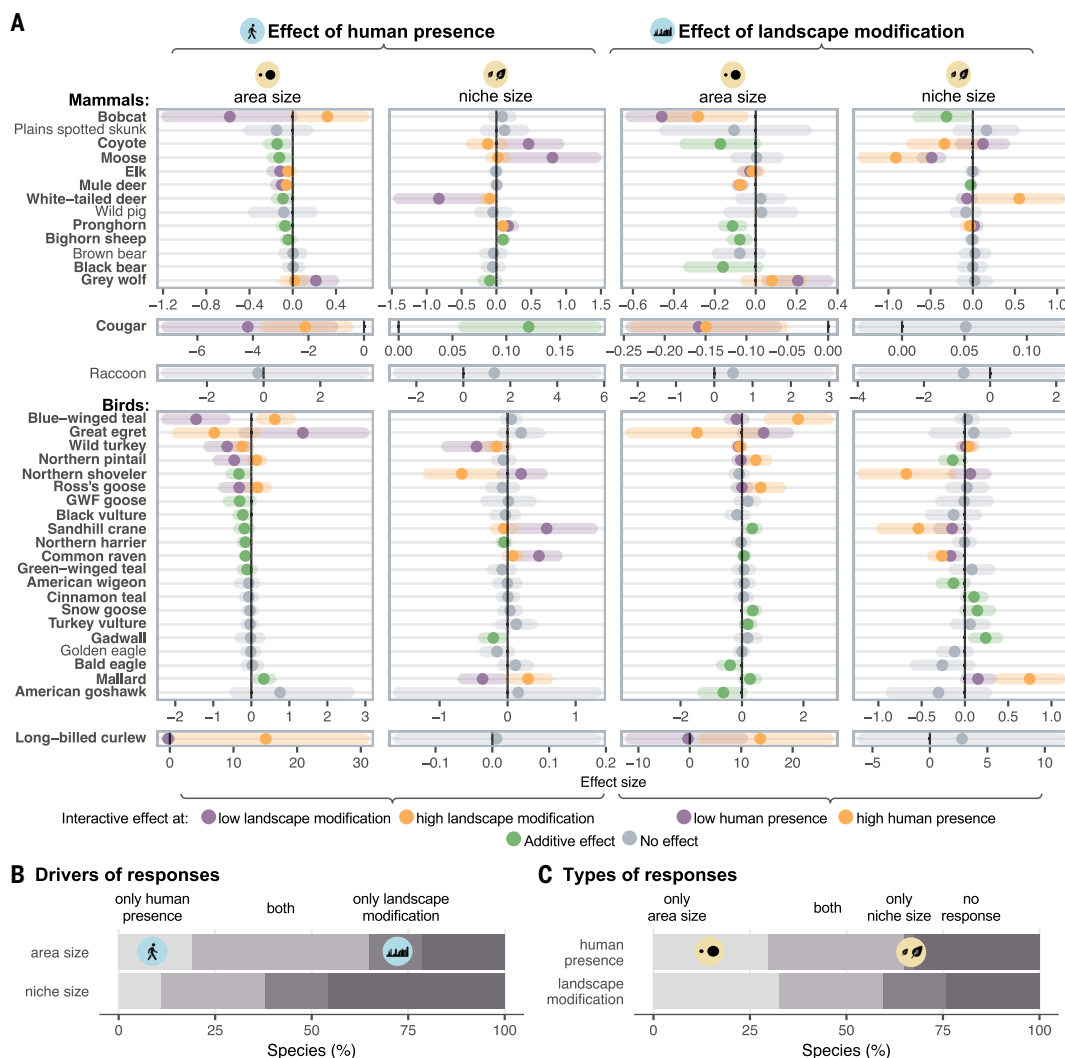 A
Effect of human presence
Effect of landscape modification
area size
niche size
area size
niche size
Mammals:
Bobcat
Plains spotted skunk
Coyote
Moose
Elk
Mule deer
White−tailed deer
Wild pig
Pronghorn
Bighorn sheep
Brown bear
Black bear
Grey wolf
−1.2 −0.8 −0.4 0.0 0.4
−1.5 −1.0 −0.5 0.0 0.5 1.0 1.5
−0.6 −0.4 −0.2 0.0 0.2 0.4
−1.0 −0.5 0.0 0.5 1.0
Cougar
−6 −4 −2 0
0.00 0.05 0.10 0.15
−0.25 −0.20 −0.15 −0.10 −0.05 0.00
0.00 0.05 0.10
Raccoon
−2 0 2
−2 0 2 4 6
−2 0 2
−4 −2 0
Birds:
Blue−winged teal
Great egret
Wild turkey
Northern pintail
Northern shoveler
Ross's goose
GWF goose
Black vulture
Sandhill crane
Northern harrier
Common raven
Green−winged teal
American wigeon
Cinnamon teal
Snow goose
Turkey vulture
Gadwall
Golden eagle
Bald eagle
Mallard
American goshawk
−2 −1 0 1 2 3
−1 0 1
−2 0 2
−1.0 −0.5 0.0 0.5 1.0
Long−billed curlew
0 10 20 30
−0.1 0.0 0.1 0.2
−10 0 10 20
−5 0 5 10
Effect size
Interactive effect at: low landscape modification high landscape modification low human presence high human presence
Additive effect No effect
B Drivers of responses
only human presence
both
only landscape modification
area size
niche size
0 25 50 75 100
Species (%)
C Types of responses
only area size
both
only niche size
no response
human presence
landscape modification
0 25 50 75 100
Species (%)